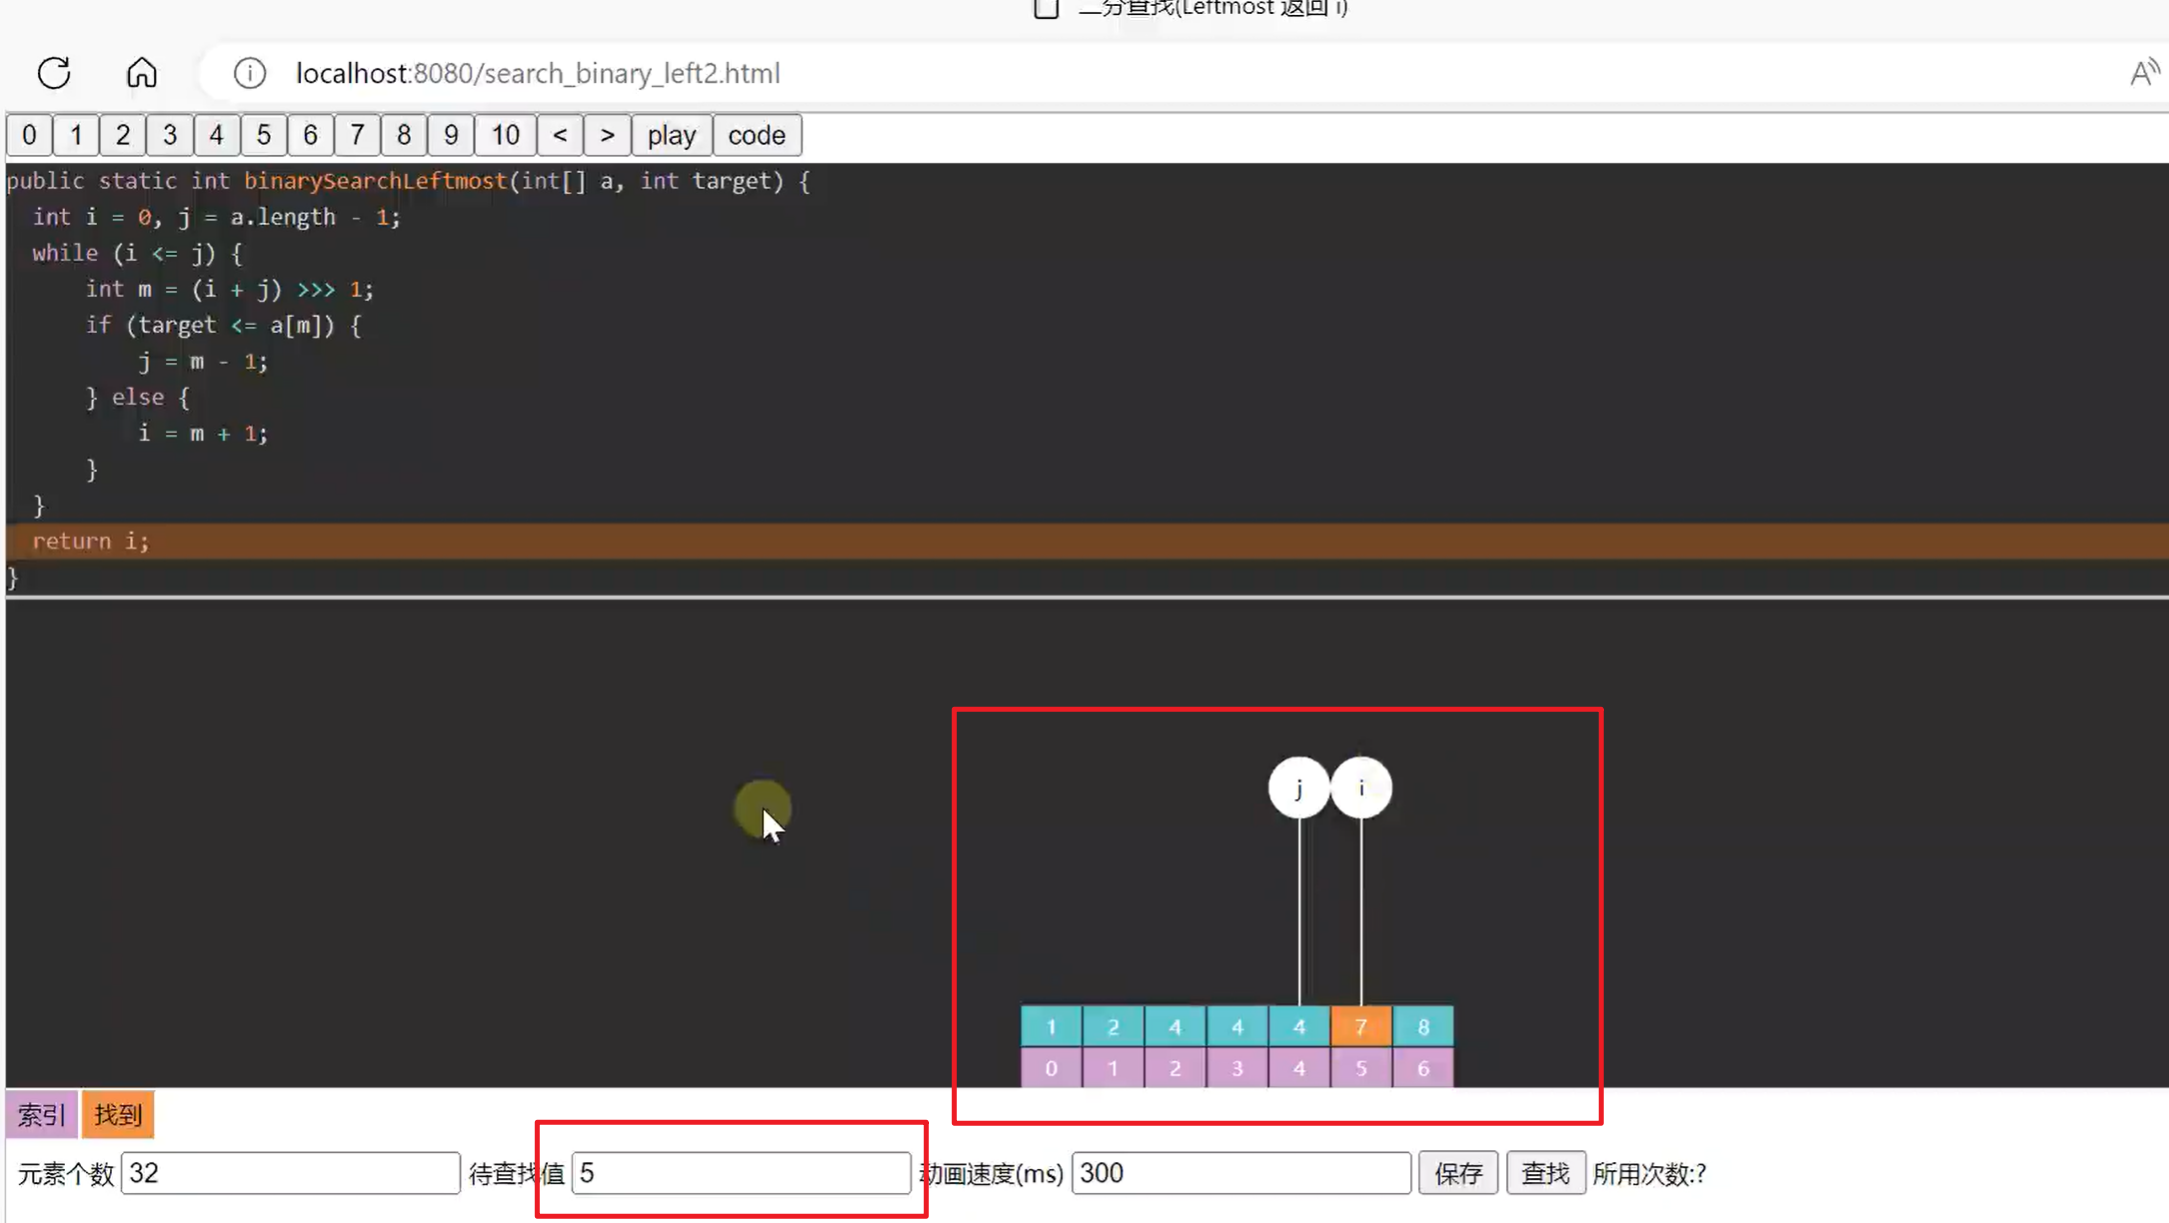 二分查找(Leftmost 返回 i)
localhost:8080/search_binary_left2.html
0 1 2 3 4 5 6 7 8 9 10 < > play code
public static int binarySearchLeftmost(int[] a, int target) {
int i = 0, j = a.length - 1;
while (i <= j) {
int m = (i + j) >>> 1;
if (target <= a[m]) {
j = m - 1;
} else {
i = m + 1;
}
}
return i;
}
j i
1 2 4 4 4 7 8
0 1 2 3 4 5 6
索引 找到
元素个数 32 待查找值 5 动画速度(ms) 300 保存 查找 所用次数:?